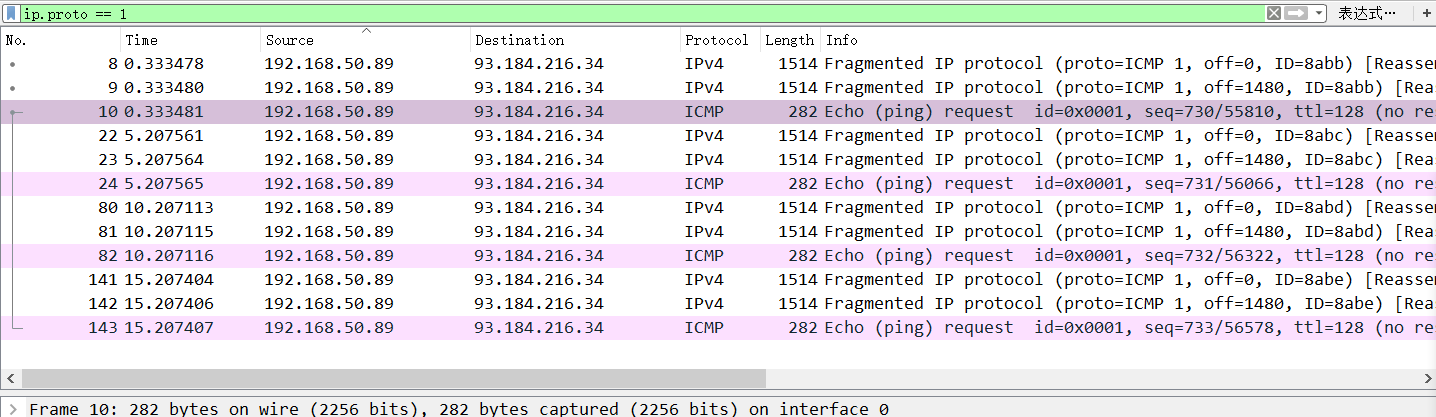 ip.proto == 1 表达式… +
No. Time Source Destination Protocol Length Info
8 0.333478 192.168.50.89 93.184.216.34 IPv4 1514 Fragmented IP protocol (proto=ICMP 1, off=0, ID=8abb) [Reassem
9 0.333480 192.168.50.89 93.184.216.34 IPv4 1514 Fragmented IP protocol (proto=ICMP 1, off=1480, ID=8abb) [Rea
10 0.333481 192.168.50.89 93.184.216.34 ICMP 282 Echo (ping) request id=0x0001, seq=730/55810, ttl=128 (no re
22 5.207561 192.168.50.89 93.184.216.34 IPv4 1514 Fragmented IP protocol (proto=ICMP 1, off=0, ID=8abc) [Reassem
23 5.207564 192.168.50.89 93.184.216.34 IPv4 1514 Fragmented IP protocol (proto=ICMP 1, off=1480, ID=8abc) [Rea
24 5.207565 192.168.50.89 93.184.216.34 ICMP 282 Echo (ping) request id=0x0001, seq=731/56066, ttl=128 (no re
80 10.207113 192.168.50.89 93.184.216.34 IPv4 1514 Fragmented IP protocol (proto=ICMP 1, off=0, ID=8abd) [Reassem
81 10.207115 192.168.50.89 93.184.216.34 IPv4 1514 Fragmented IP protocol (proto=ICMP 1, off=1480, ID=8abd) [Rea
82 10.207116 192.168.50.89 93.184.216.34 ICMP 282 Echo (ping) request id=0x0001, seq=732/56322, ttl=128 (no re
141 15.207404 192.168.50.89 93.184.216.34 IPv4 1514 Fragmented IP protocol (proto=ICMP 1, off=0, ID=8abe) [Reassem
142 15.207406 192.168.50.89 93.184.216.34 IPv4 1514 Fragmented IP protocol (proto=ICMP 1, off=1480, ID=8abe) [Rea
143 15.207407 192.168.50.89 93.184.216.34 ICMP 282 Echo (ping) request id=0x0001, seq=733/56578, ttl=128 (no re
Frame 10: 282 bytes on wire (2256 bits), 282 bytes captured (2256 bits) on interface 0